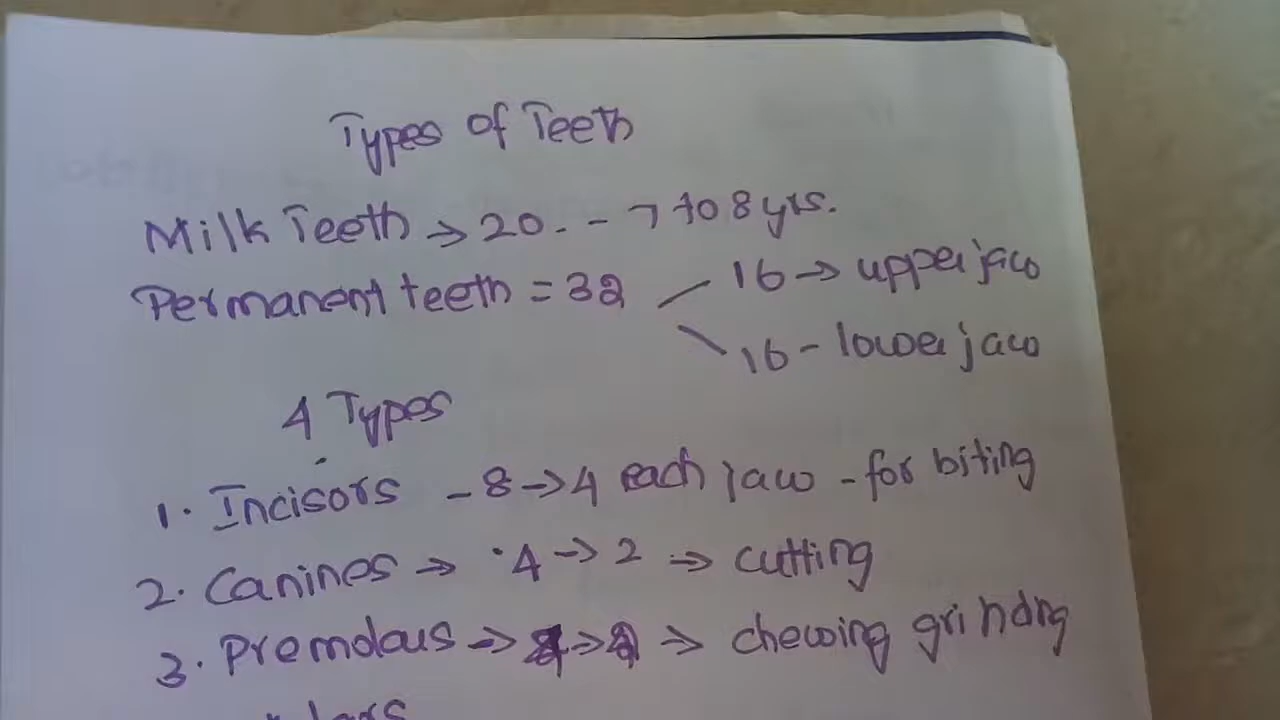 Types of Teeth
Milk Teeth → 20. - 7 to 8 yrs.
Permanent teeth = 32
16 → upper jaw
16 - lower jaw
4 Types
1. Incisors - 8 → 4 each jaw - for biting
2. Canines → 4 → 2 → cutting
3. Premolars → → → chewing grinding